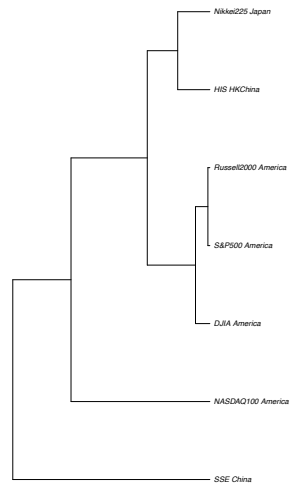 Nikkei225 Japan
HIS HKChina
Russell2000 America
S&P500 America
DJIA America
NASDAQ100 America
SSE China